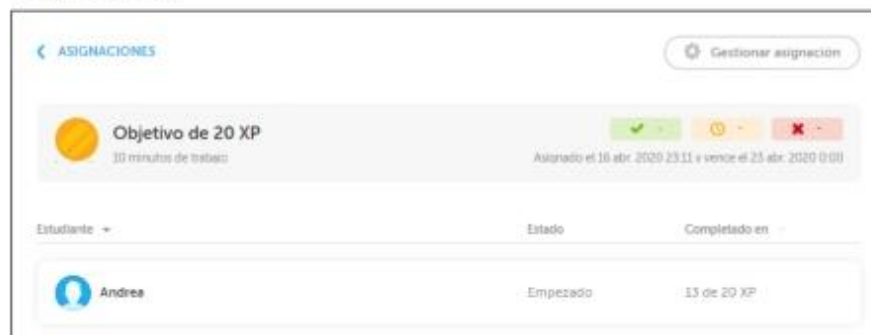 ASIGNACIONES
Gestionar asignación
Objetivo de 20 XP
10 minutos de trabajo
Asignado el 16 abr. 2020 23:11 y vence el 23 abr. 2020 0:00
Estudiante
Estado
Completado en
Andrea
Empezado
13 de 20 XP